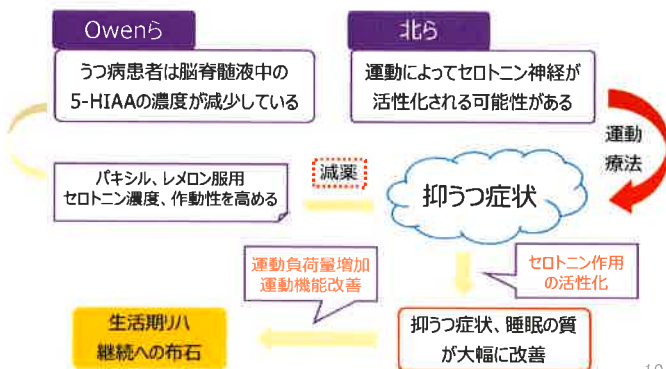 Owenら
北ら
うつ病患者は脳脊髄液中の
5-HIAAの濃度が減少している
運動によってセロトニン神経が
活性化される可能性がある
運動
療法
パキシル、レメロン服用
セロトニン濃度、作動性を高める
減薬
抑うつ症状
運動負荷量増加
運動機能改善
セロトニン作用
の活性化
生活期リハ
継続への布石
抑うつ症状、睡眠の質
が大幅に改善